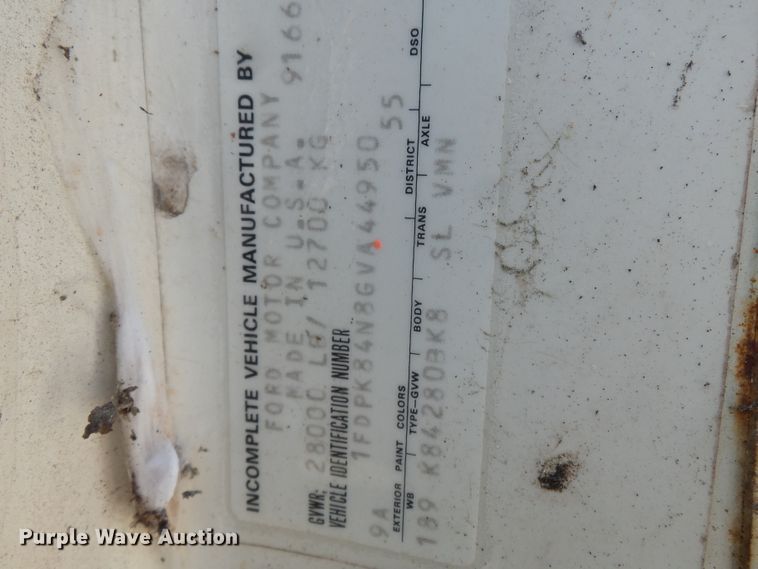 INCOMPLETE VEHICLE MANUFACTURED BY
FORD MOTOR COMPANY
MADE IN U.S.A. 9166
GVWR: 28000 LB/ 12700 KG
VEHICLE IDENTIFICATION NUMBER
1FDPK84N8GVA44950
9A 55
EXTERIOR PAINT COLORS DISTRICT DSO
WB TYPE-GVW BODY TRANS AXLE
189 K84280BK8 SL VMN
Purple Wave Auction